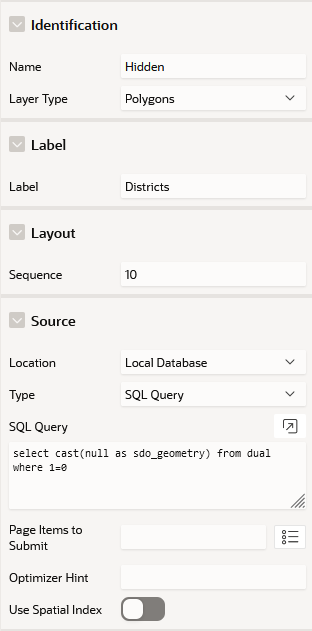 Identification
Name Hidden
Layer Type Polygons
Label
Label Districts
Layout
Sequence 10
Source
Location Local Database
Type SQL Query
SQL Query
select cast(null as sdo_geometry) from dual
where 1=0
Page Items to
Submit
Optimizer Hint
Use Spatial Index